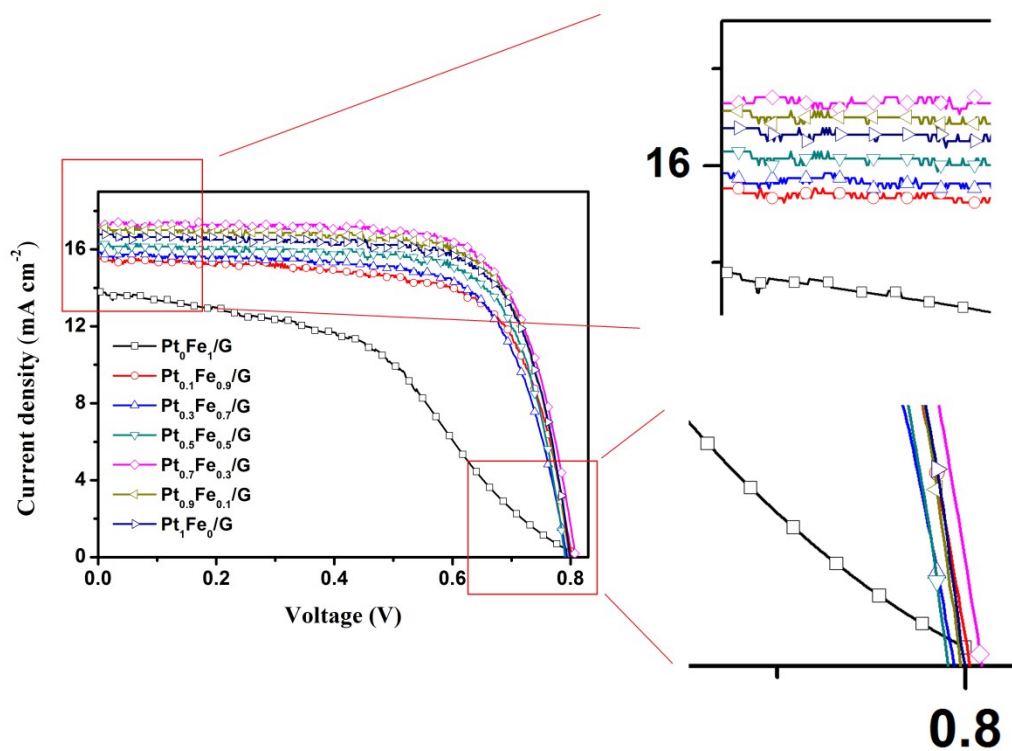 16
16
12
8
4
0
Current density (mA cm⁻²)
Pt₀Fe₁/G
Pt₀.₁Fe₀.₉/G
Pt₀.₃Fe₀.₇/G
Pt₀.₅Fe₀.₅/G
Pt₀.₇Fe₀.₃/G
Pt₀.₉Fe₀.₁/G
Pt₁Fe₀/G
0.0 0.2 0.4 0.6 0.8
Voltage (V)
0.8